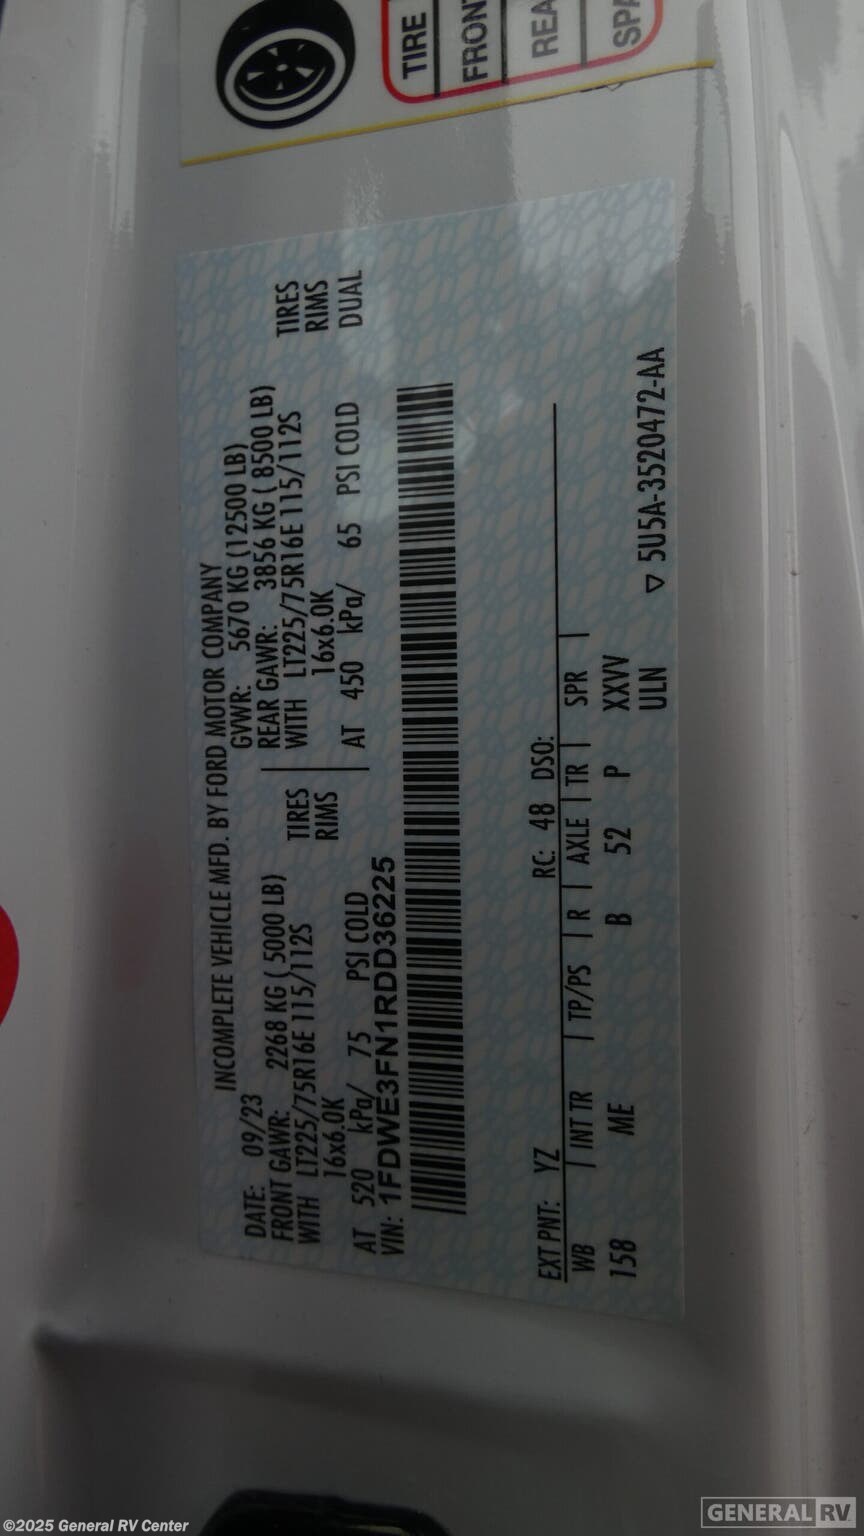 TIRE
FRON
REA
SPA
INCOMPLETE VEHICLE MFD. BY FORD MOTOR COMPANY
DATE: 09/23 GVWR: 5670 KG (12500 LB)
FRONT GAWR: 2268 KG ( 5000 LB) REAR GAWR: 3856 KG ( 8500 LB)
WITH LT225/75R16E 115/112S TIRES WITH LT225/75R16E 115/112S TIRES
16x6.0K RIMS 16x6.0K RIMS
AT 520 kPa/ 75 PSI COLD AT 450 kPa/ 65 PSI COLD DUAL
VIN: 1FDWE3FN1RDD36225
EXT PNT: YZ RC: 48 DSO:
WB INT TR TP/PS R AXLE TR SPR
158 ME B 52 P XXVV
ULN ▽ 5U5A-3520472-AA
©2025 General RV Center
GENERAL RV